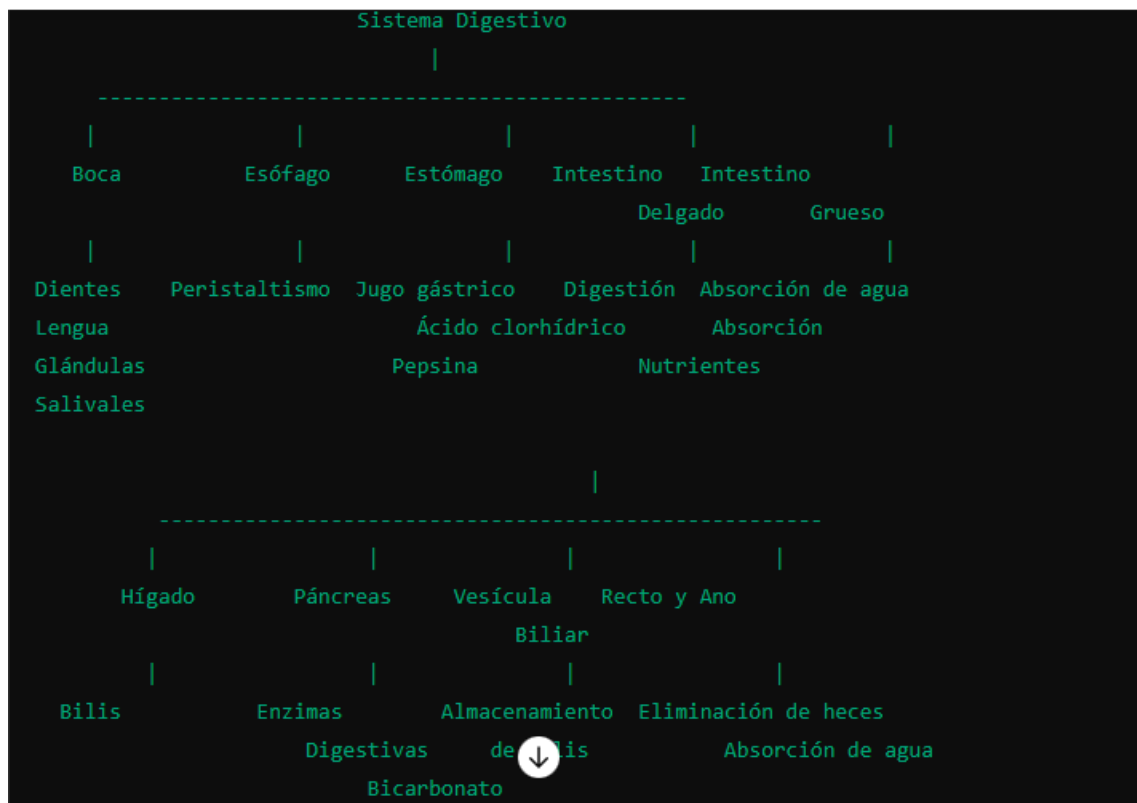 Sistema Digestivo
Boca Esófago Estómago Intestino Intestino
Delgado Grueso
Dientes Peristaltismo Jugo gástrico Digestión Absorción de agua
Lengua Ácido clorhídrico Absorción
Glándulas Pepsina Nutrientes
Salivales
Hígado Páncreas Vesícula Recto y Ano
Biliar
Bilis Enzimas Almacenamiento Eliminación de heces
Digestivas de Absorción de agua
Bicarbonato